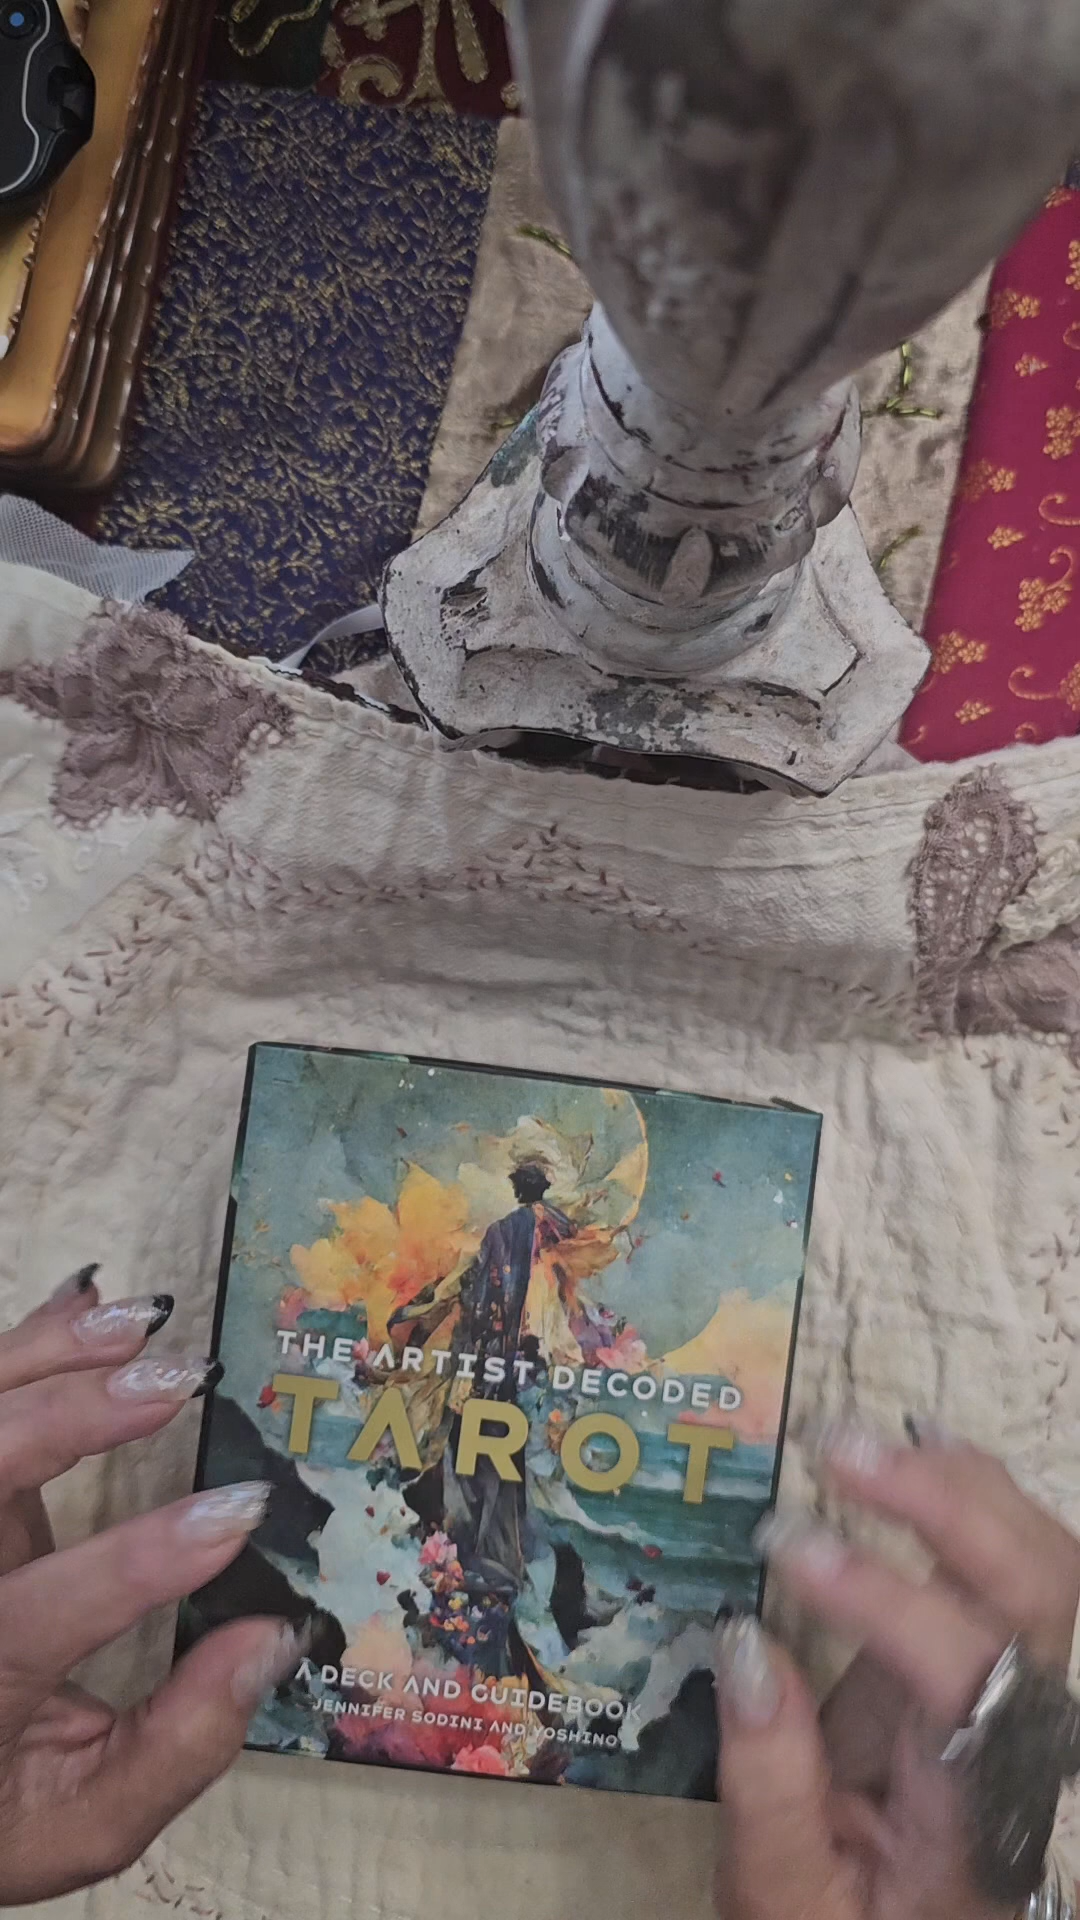 THE ARTIST DECODED
TAROT
A DECK AND GUIDEBOOK
JENNIFER SODINI AND YOSHINO